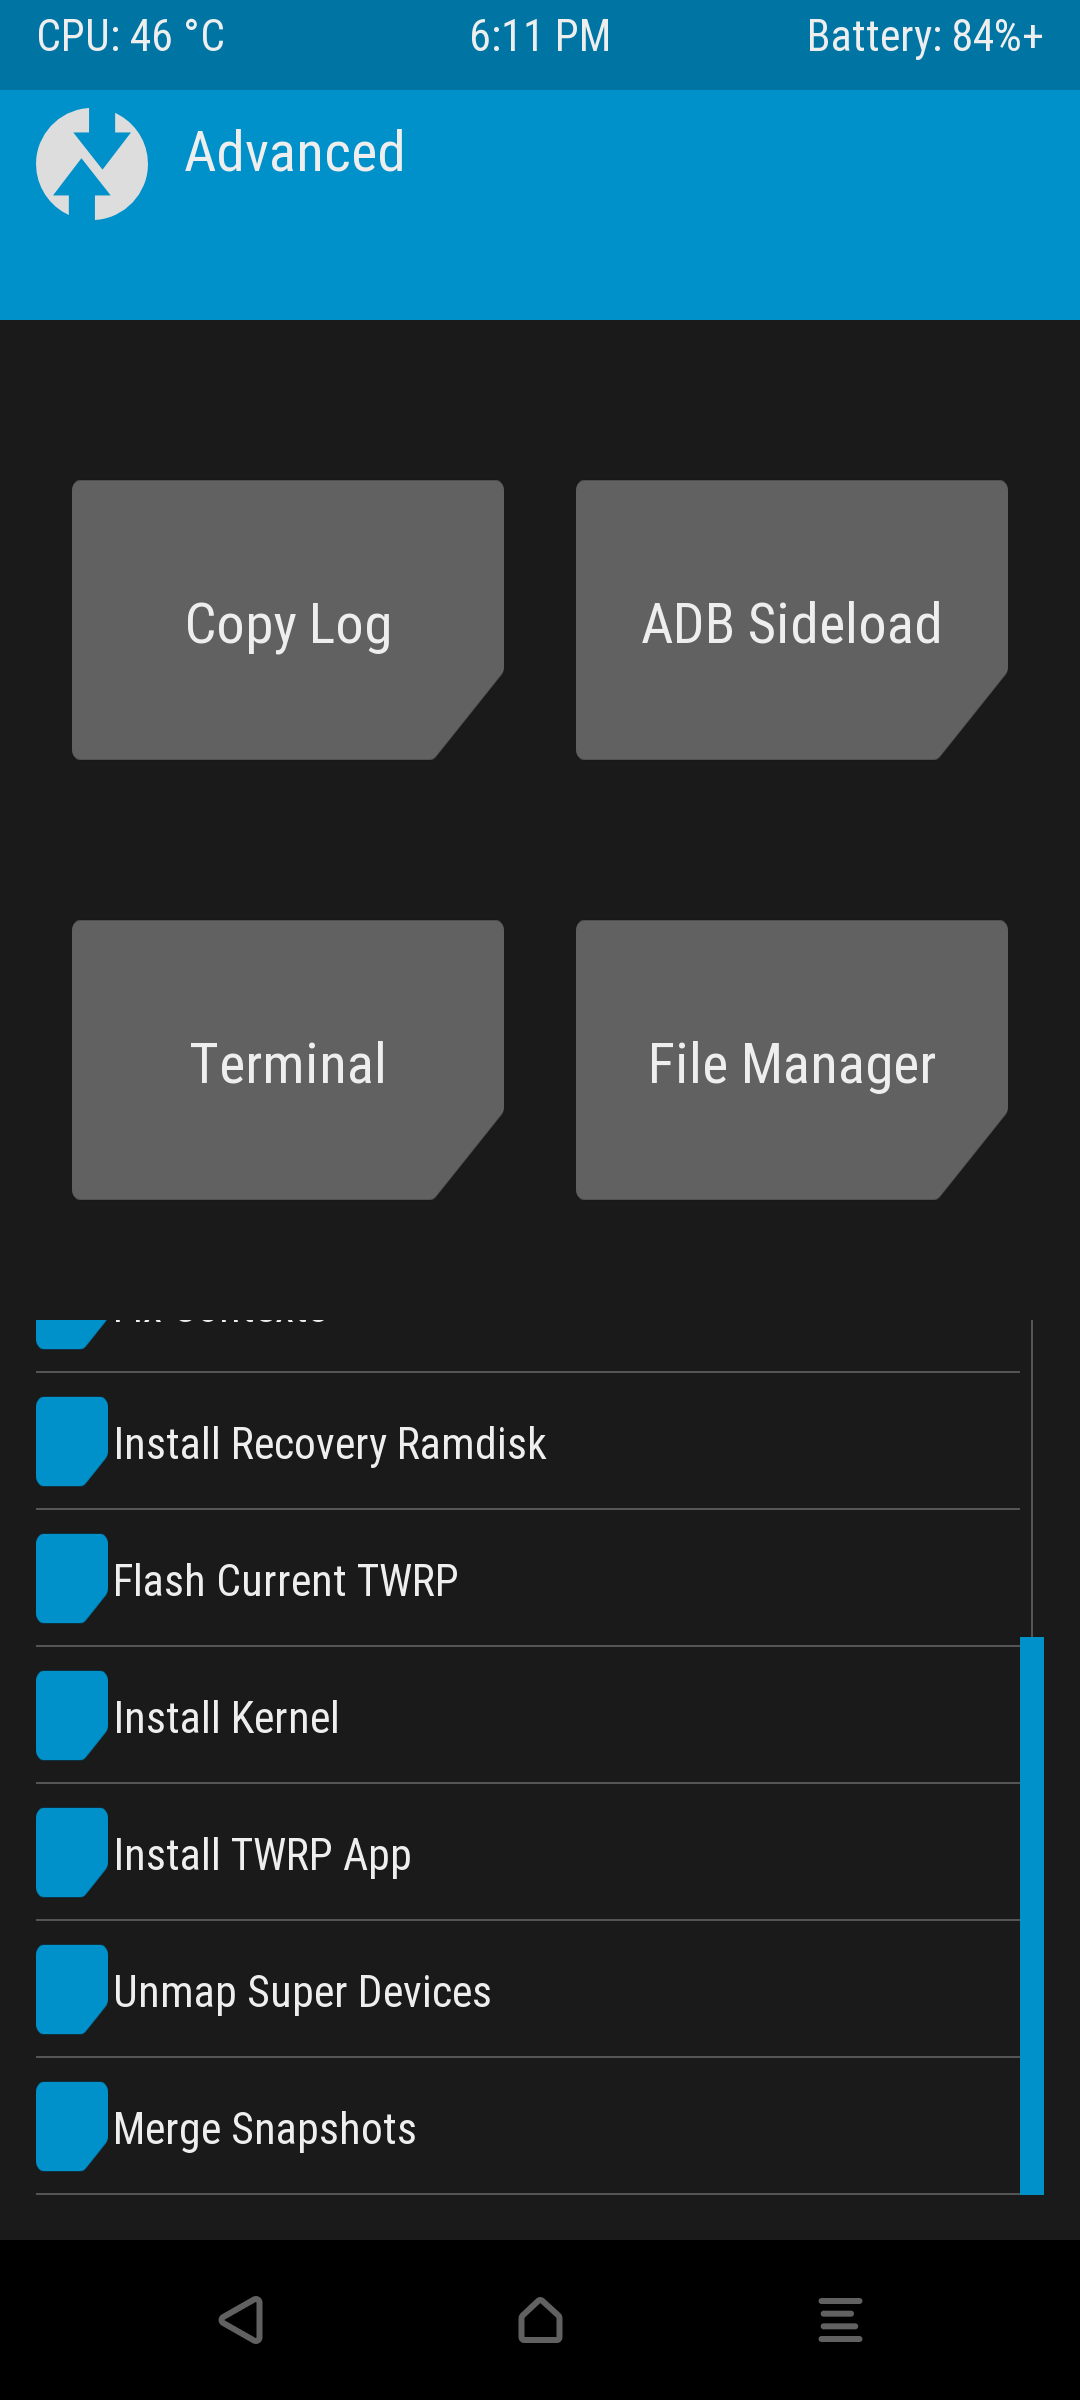 CPU: 46 °C 6:11 PM Battery: 84%+
Advanced
Copy Log ADB Sideload
Terminal File Manager
Install Recovery Ramdisk
Flash Current TWRP
Install Kernel
Install TWRP App
Unmap Super Devices
Merge Snapshots